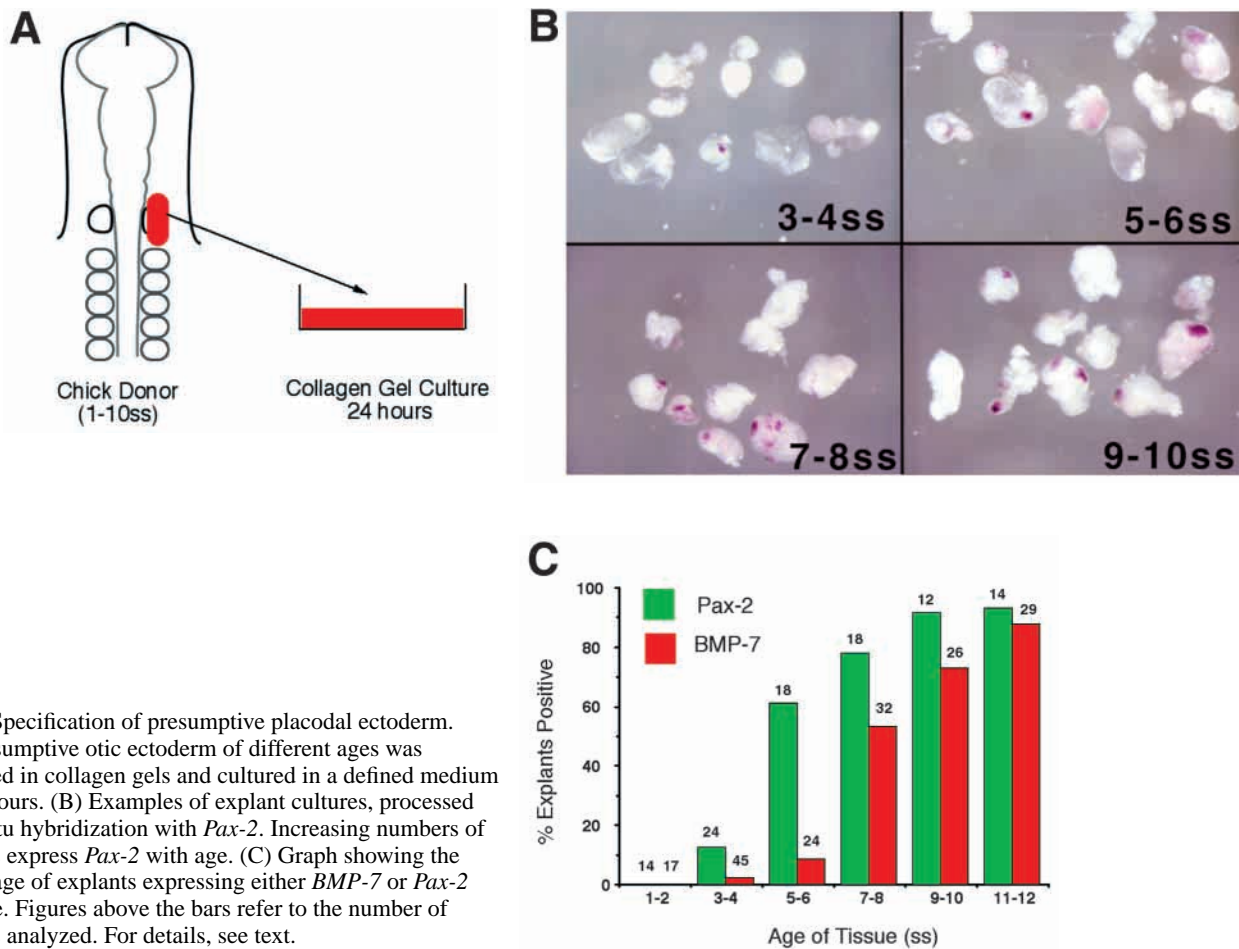 A
Chick Donor
(1-10ss)
Collagen Gel Culture
24 hours
B
3-4ss
5-6ss
7-8ss
9-10ss
C
100
80
60
40
20
0
% Explants Positive
Pax-2
BMP-7
14 17
24 45
18 24
18 32
12 26
14 29
1-2 3-4 5-6 7-8 9-10 11-12
Age of Tissue (ss)
Specification of presumptive placodal ectoderm.
otic ectoderm of different ages was
in collagen gels and cultured in a defined medium
(B) Examples of explant cultures, processed
hybridization with Pax-2. Increasing numbers of
express Pax-2 with age. (C) Graph showing the
of explants expressing either BMP-7 or Pax-2
Figures above the bars refer to the number of
analyzed. For details, see text.